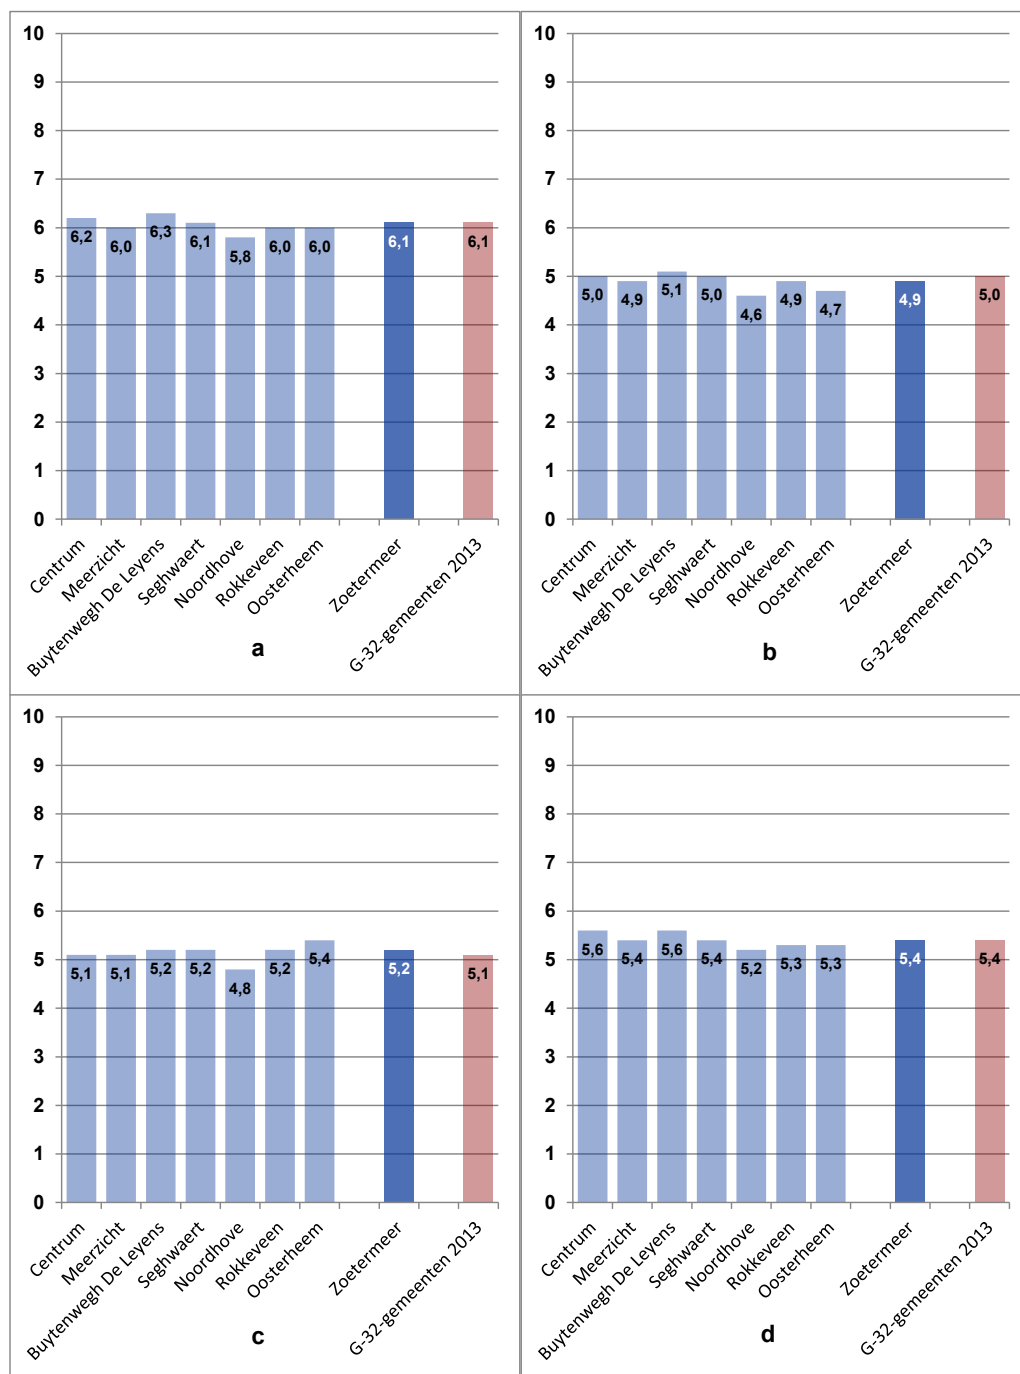 10
9
8
7
6
5
4
3
2
1
0
6,2
6,0
6,3
6,1
5,8
6,0
6,0
6,1
6,1
Centrum
Meerzicht
Buytenwegh De Leyens
Seghwaert
Noordhove
Rokkeveen
Oosterheem
Zoetermeer
G-32-gemeenten 2013
a
10
9
8
7
6
5
4
3
2
1
0
5,0
4,9
5,1
5,0
4,6
4,9
4,7
4,9
5,0
Centrum
Meerzicht
Buytenwegh De Leyens
Seghwaert
Noordhove
Rokkeveen
Oosterheem
Zoetermeer
G-32-gemeenten 2013
b
10
9
8
7
6
5
4
3
2
1
0
5,1
5,1
5,2
5,2
4,8
5,2
5,4
5,2
5,1
Centrum
Meerzicht
Buytenwegh De Leyens
Seghwaert
Noordhove
Rokkeveen
Oosterheem
Zoetermeer
G-32-gemeenten 2013
c
10
9
8
7
6
5
4
3
2
1
0
5,6
5,4
5,6
5,4
5,2
5,3
5,3
5,4
5,4
Centrum
Meerzicht
Buytenwegh De Leyens
Seghwaert
Noordhove
Rokkeveen
Oosterheem
Zoetermeer
G-32-gemeenten 2013
d